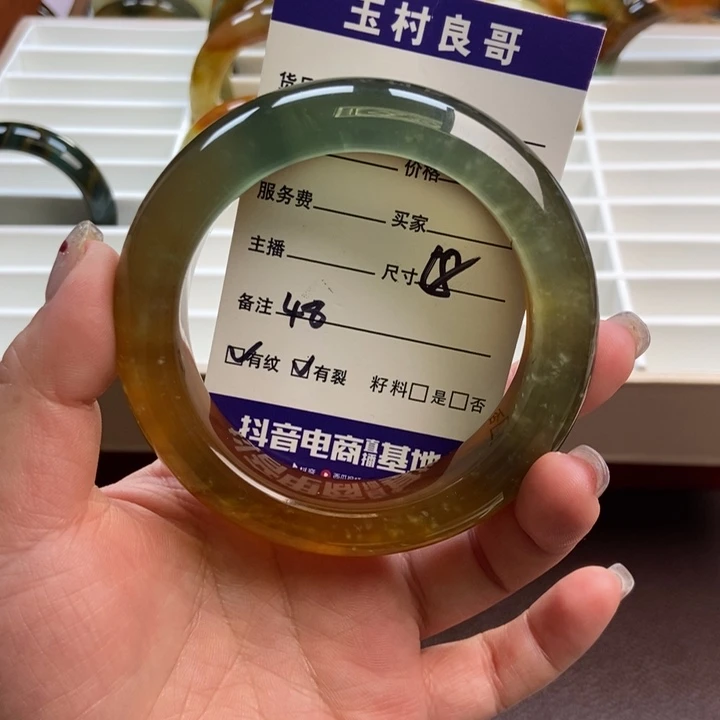 玉村良哥
价格
服务费 买家
主播 尺寸
备注 48
☑有纹 ☑有裂 籽料□是□否
抖音电商直播基地